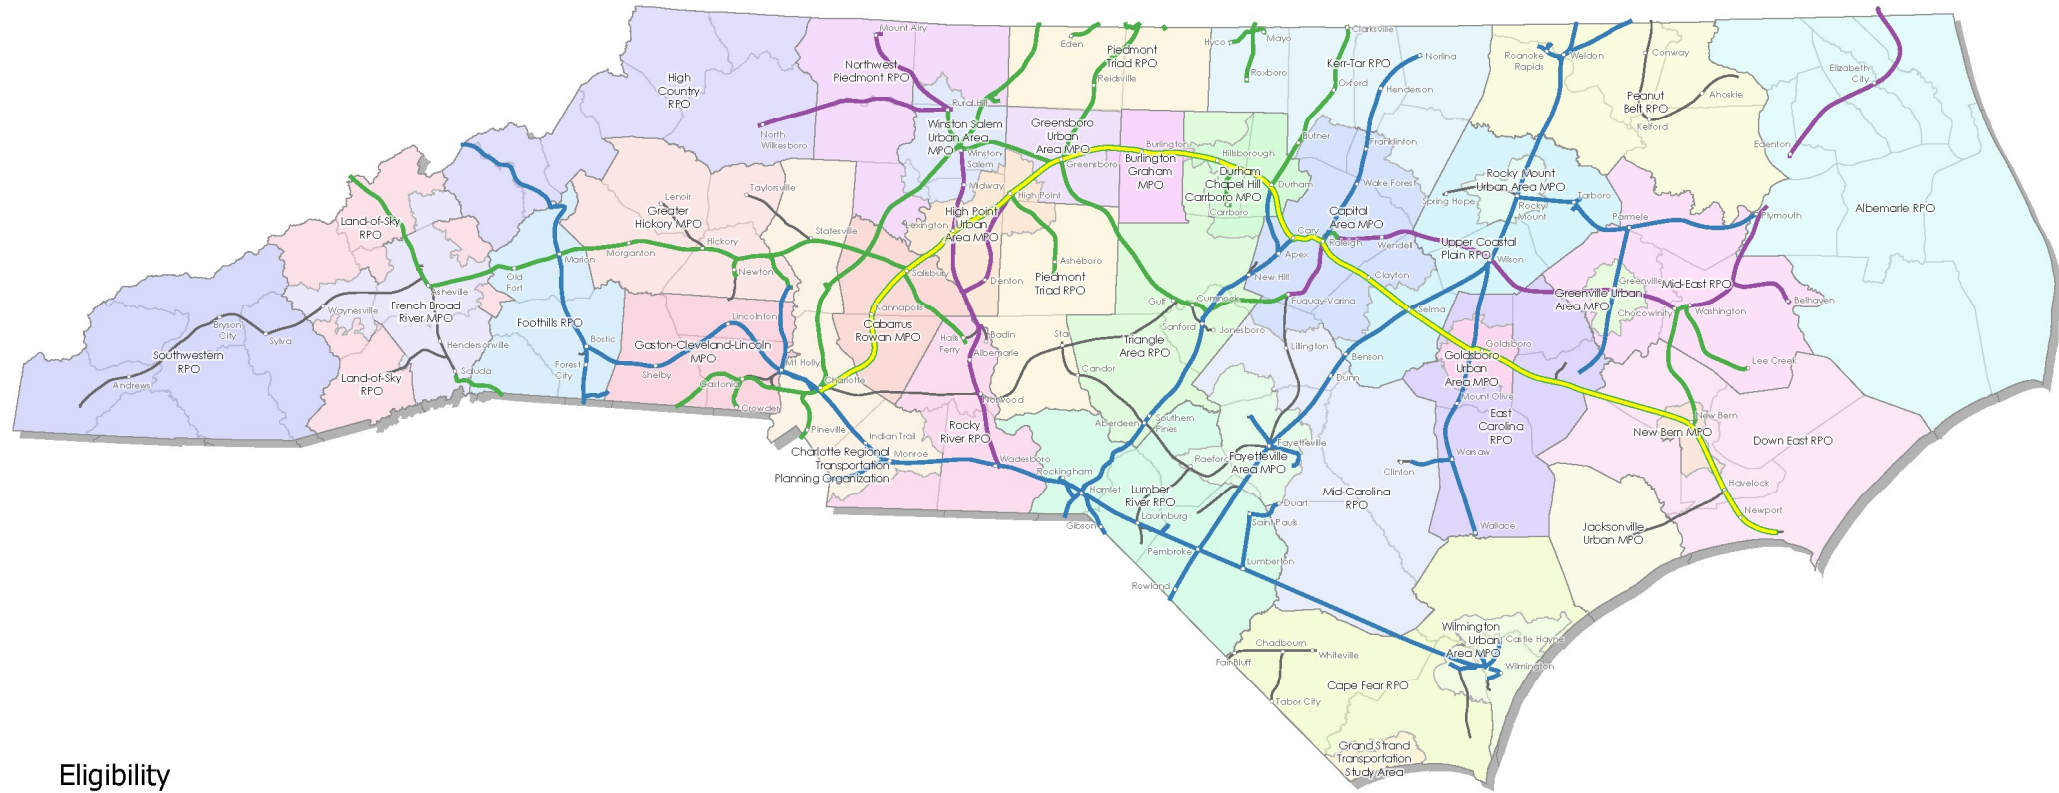 Mount Airy
Northwest
Piedmont RPO
High
Country
RPO
North
Wilkesboro
Rural Hall
Winston Salem
Urban Area
MPO
Winston-
Salem
Midway
Eden
Piedmont
Triad RPO
Reidsville
Greensboro
Urban
Area MPO
Greensboro
Burlington
Burlington
Graham
MPO
Hyco
Mayo
Roxboro
Hillsborough
Durham
Chapel Hill
Carrboro MPO
Carrboro
Durham
Clarksville
Kerr-Tar RPO
Oxford
Butner
Norlina
Henderson
Franklinton
Wake Forest
Capital
Area MPO
Cary
Raleigh
Wendell
Apex
New Hill
Clayton
Fuquay-Varina
Roanoke
Rapids
Weldon
Conway
Peanut
Belt RPO
Ahoskie
Kelford
Elizabeth
City
Edenton
Albemarle RPO
Rocky Mount
Urban Area MPO
Spring Hope
Rocky
Mount
Tarboro
Parmele
Plymouth
Upper Coastal
Plain RPO
Wilson
Greenville
Greenville Urban
Area MPO
Mid-East RPO
Chocowinity
Washington
Belhaven
Lee Creek
High Point
High Point
Urban
Area MPO
Lexington
Denton
Asheboro
Piedmont
Triad RPO
Taylorsville
Lenoir
Greater
Hickory MPO
Hickory
Statesville
Morganton
Newton
Salisbury
Kannapolis
Cabarrus
Rowan MPO
Land-of-Sky
RPO
Marion
Old
Fort
Asheville
French Broad
River MPO
Waynesville
Hendersonville
Saluda
Land-of-Sky
RPO
Bryson
City
Sylva
Southwestern
RPO
Andrews
Foothills RPO
Bostic
Forest
City
Lincolnton
Gaston-Cleveland-Lincoln
MPO
Shelby
Gastonia
Crowder
Mt Holly
Charlotte
Pineville
Indian Trail
Monroe
Charlotte Regional
Transportation
Planning Organization
Halls
Ferry
Badin
Albemarle
Norwood
Rocky
River RPO
Wadesboro
Star
Candor
Gulf
Cumnock
Sanford
Jonesboro
Triangle
Area RPO
Lillington
Selma
Benson
Dunn
Goldsboro
Goldsboro
Urban
Area MPO
Mount Olive
East
Carolina
RPO
Warsaw
Clinton
Wallace
New Bern
New Bern MPO
Down East RPO
Havelock
Newport
Jacksonville
Urban MPO
Aberdeen
Southern
Pines
Raeford
Fayetteville
Fayetteville
Area MPO
Mid-Carolina
RPO
Rockingham
Hamlet
Gibson
Lumber
River RPO
Laurinburg
Duart
Saint Pauls
Pembroke
Lumberton
Rowland
Chadbourn
Fair Bluff
Whiteville
Tabor City
Cape Fear RPO
Wilmington
Urban
Area MPO
Castle Hayne
Wilmington
Grand Strand
Transportation
Study Area
Eligibility